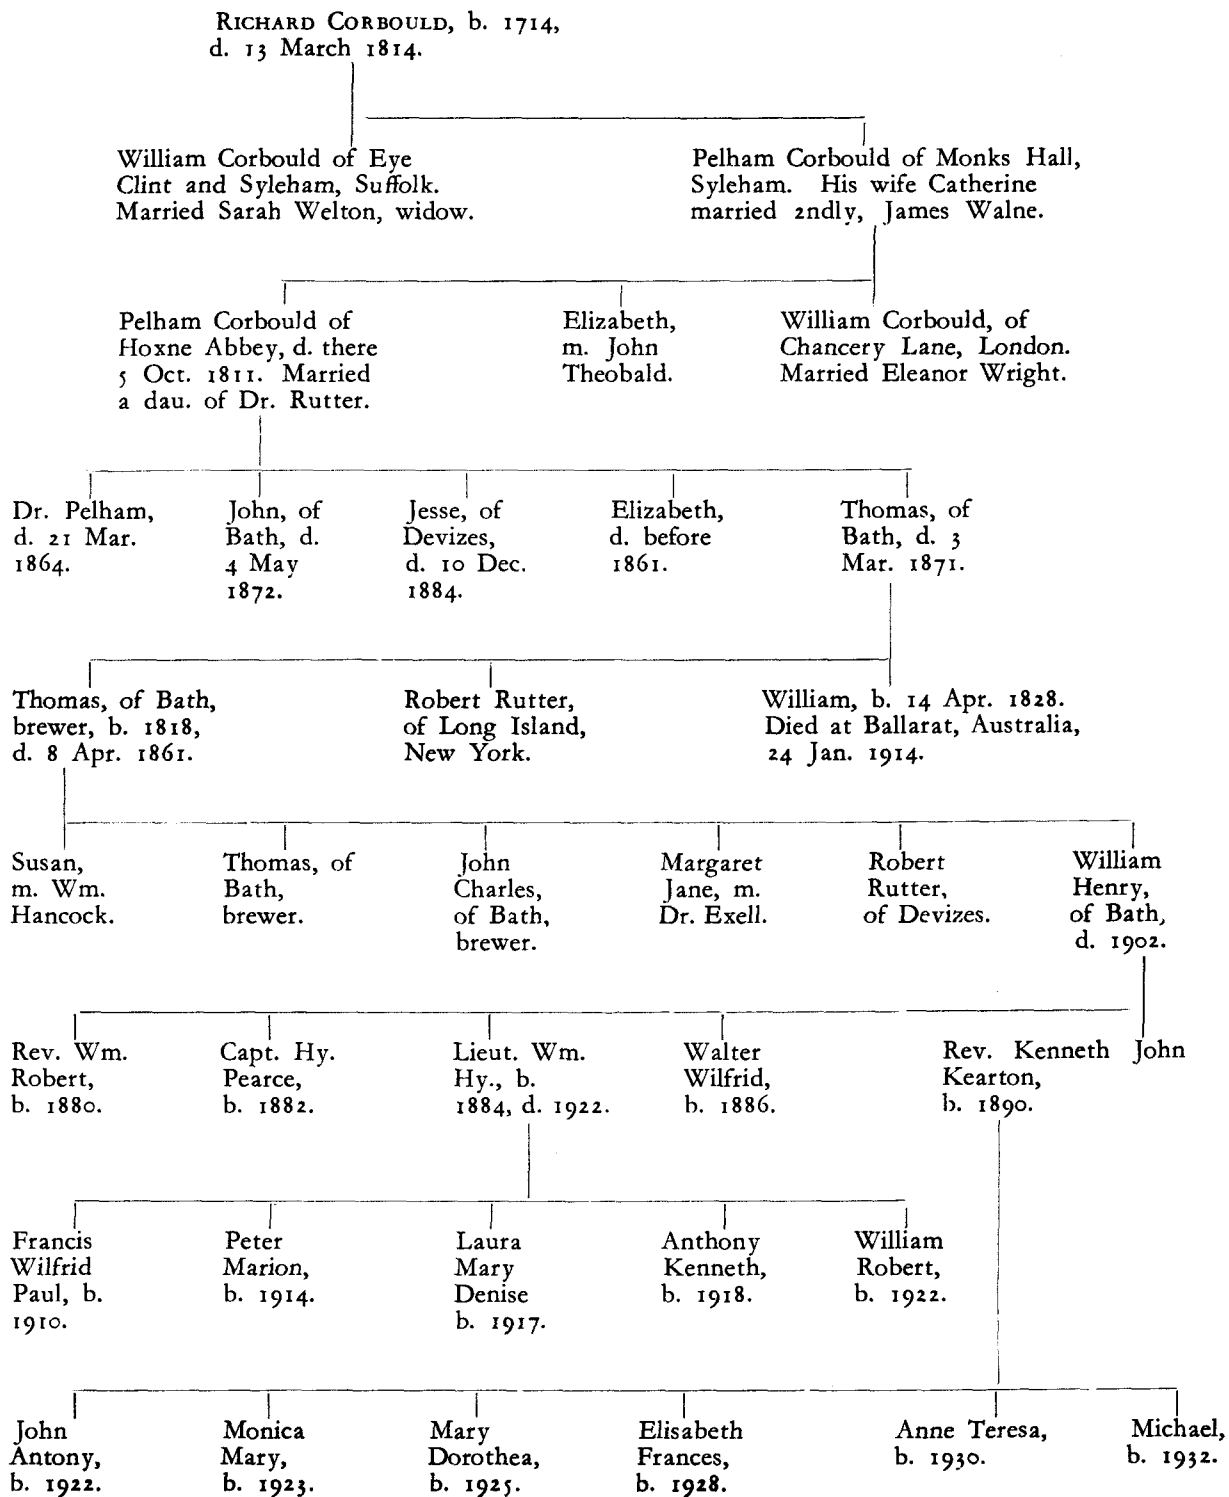 RICHARD CORBOULD, b. 1714,
d. 13 March 1814.
William Corbould of Eye
Clint and Syleham, Suffolk.
Married Sarah Welton, widow.
Pelham Corbould of Monks Hall,
Syleham. His wife Catherine
married 2ndly, James Walne.
Pelham Corbould of
Hoxne Abbey, d. there
5 Oct. 1811. Married
a dau. of Dr. Rutter.
Elizabeth,
m. John
Theobald.
William Corbould, of
Chancery Lane, London.
Married Eleanor Wright.
Dr. Pelham,
d. 21 Mar.
1864.
John, of
Bath, d.
4 May
1872.
Jesse, of
Devizes,
d. 10 Dec.
1884.
Elizabeth,
d. before
1861.
Thomas, of
Bath, d. 3
Mar. 1871.
Thomas, of Bath,
brewer, b. 1818,
d. 8 Apr. 1861.
Robert Rutter,
of Long Island,
New York.
William, b. 14 Apr. 1828.
Died at Ballarat, Australia,
24 Jan. 1914.
Susan,
m. Wm.
Hancock.
Thomas, of
Bath,
brewer.
John
Charles,
of Bath,
brewer.
Margaret
Jane, m.
Dr. Exell.
Robert
Rutter,
of Devizes.
William
Henry,
of Bath,
d. 1902.
Rev. Wm.
Robert,
b. 1880.
Capt. Hy.
Pearce,
b. 1882.
Lieut. Wm.
Hy., b.
1884, d. 1922.
Walter
Wilfrid,
b. 1886.
Rev. Kenneth John
Kearton,
b. 1890.
Francis
Wilfrid
Paul, b.
1910.
Peter
Marion,
b. 1914.
Laura
Mary
Denise
b. 1917.
Anthony
Kenneth,
b. 1918.
William
Robert,
b. 1922.
John
Antony,
b. 1922.
Monica
Mary,
b. 1923.
Mary
Dorothea,
b. 1925.
Elisabeth
Frances,
b. 1928.
Anne Teresa,
b. 1930.
Michael,
b. 1932.